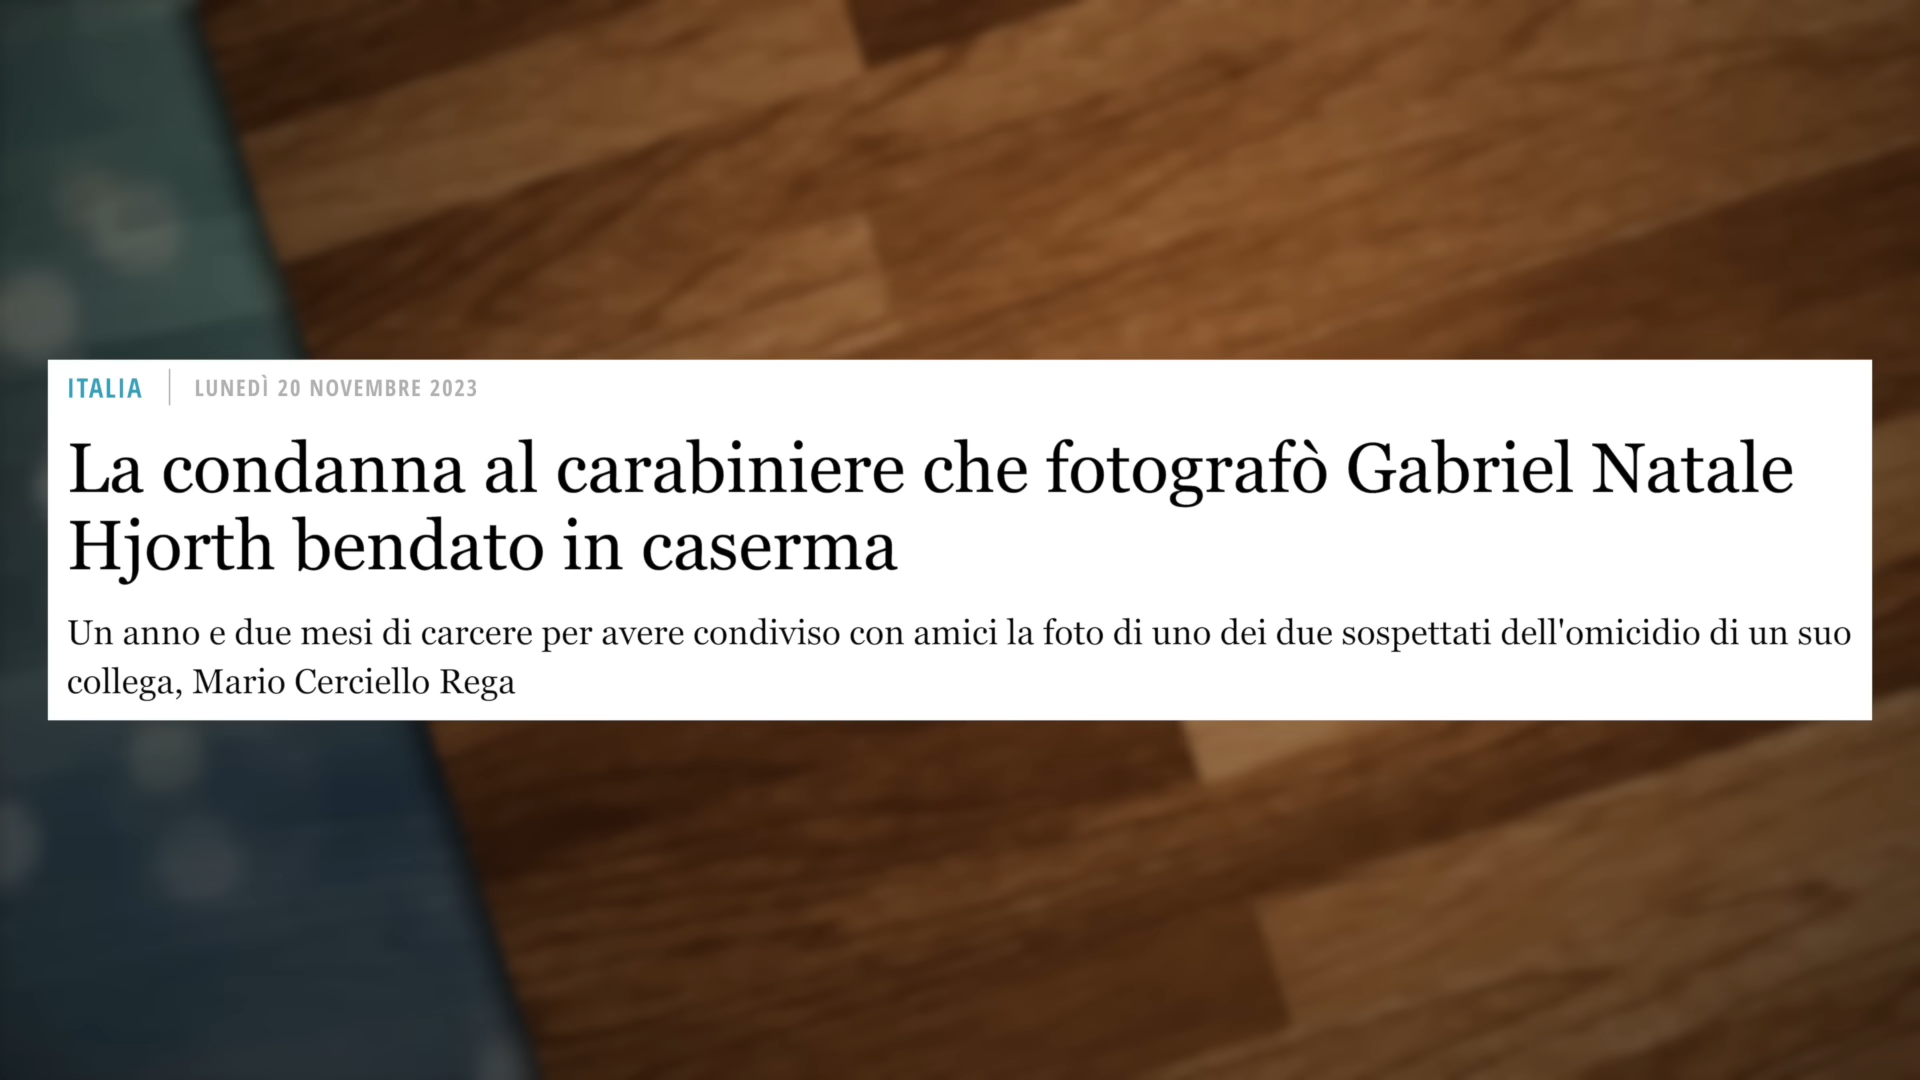 ITALIA | LUNEDÌ 20 NOVEMBRE 2023
La condanna al carabiniere che fotografò Gabriel Natale
Hjorth bendato in caserma
Un anno e due mesi di carcere per avere condiviso con amici la foto di uno dei due sospettati dell'omicidio di un suo
collega, Mario Cerciello Rega